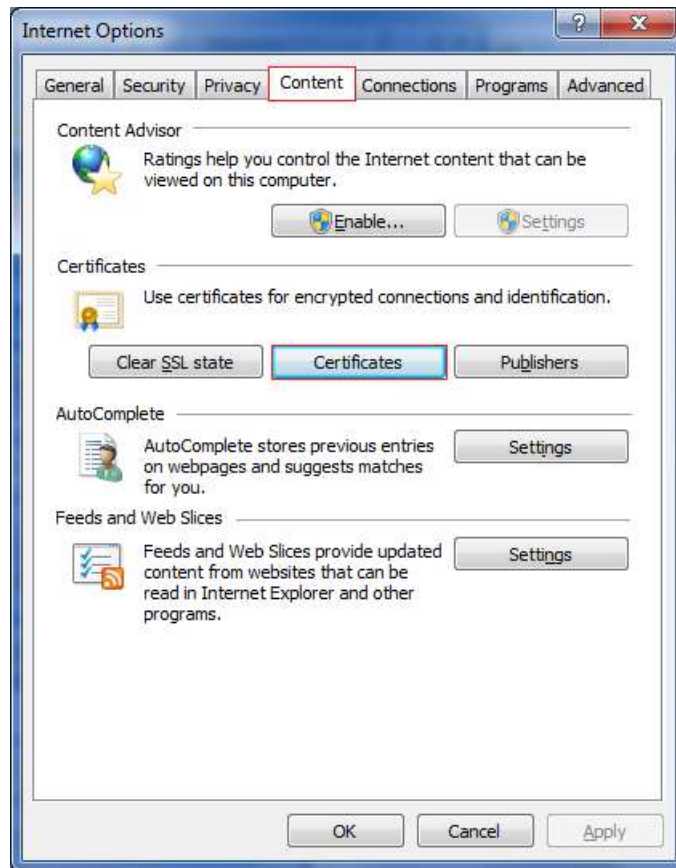 Internet Options
?
X
General Security Privacy Content Connections Programs Advanced
Content Advisor
Ratings help you control the Internet content that can be
viewed on this computer.
Enable... Settings
Certificates
Use certificates for encrypted connections and identification.
Clear SSL state Certificates Publishers
AutoComplete
AutoComplete stores previous entries
on webpages and suggests matches
for you.
Settings
Feeds and Web Slices
Feeds and Web Slices provide updated
content from websites that can be
read in Internet Explorer and other
programs.
Settings
OK Cancel Apply